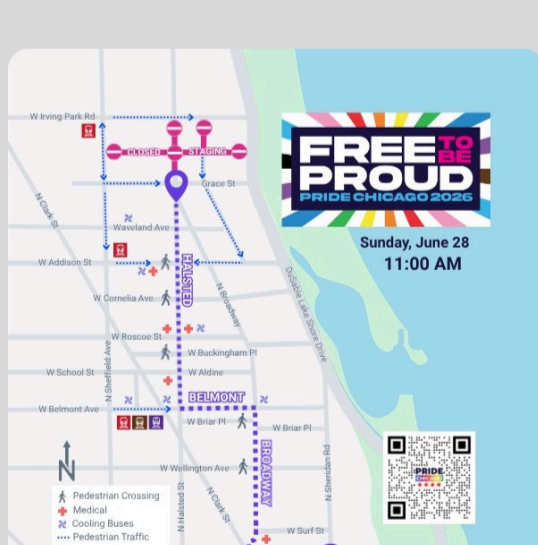 W Irving Park Rd
CLOSED
STAGING
Grace St
N Clark St
Waveland Ave
W Addison St
HALSTED
W Cornelia Ave.
N Broadway
DuSable Lake Shore Drive
W Roscoe St
W Buckingham Pl
N Sheffield Ave
W School St
W Aldine
BELMONT
W Belmont Ave
W Briar Pl
W Briar Pl
BROADWAY
N Sheridan Rd
W Wellington Ave
N Halsted St
N Clark St
W Surf St
FREE TO BE
PROUD
PRIDE CHICAGO 2026
Sunday, June 28
11:00 AM
PRIDE
CHICAGO
N
Pedestrian Crossing
Medical
Cooling Buses
Pedestrian Traffic